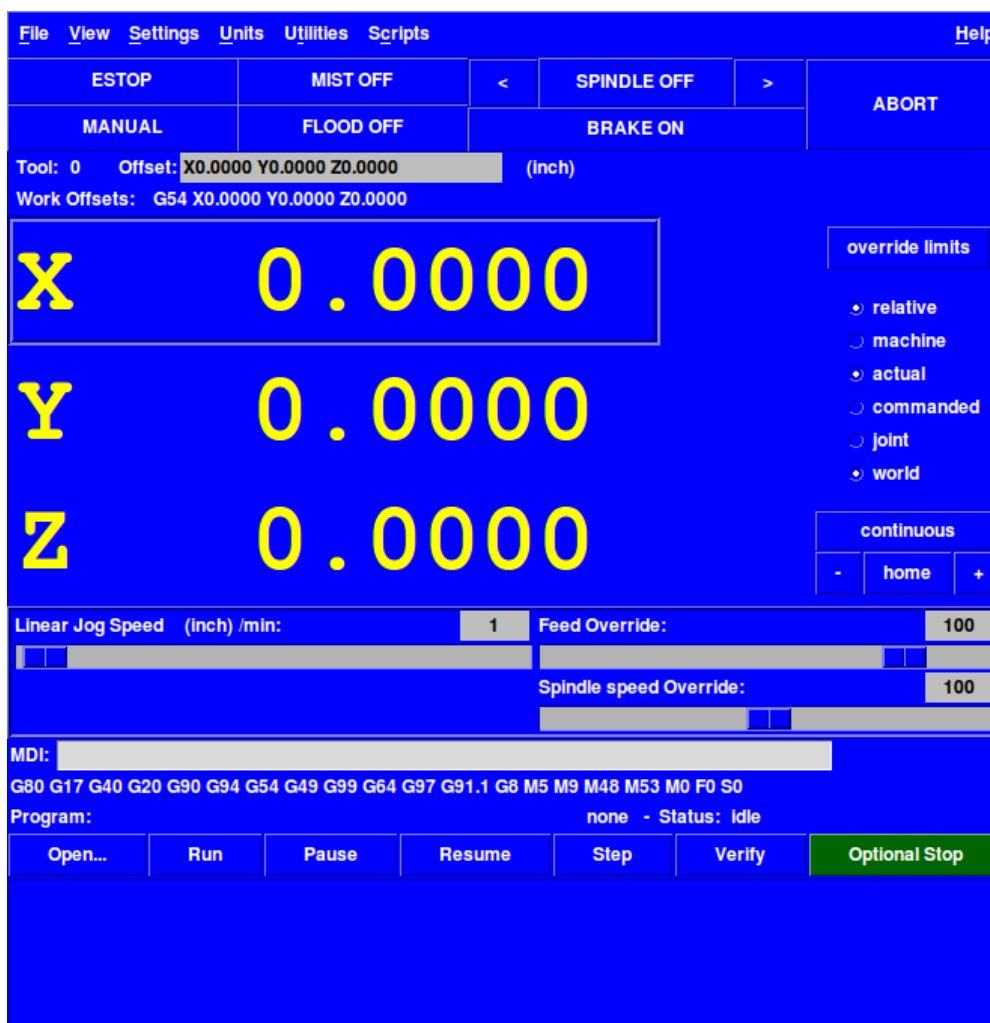 File View Settings Units Utilities Scripts Help
ESTOP MIST OFF < SPINDLE OFF > ABORT
MANUAL FLOOD OFF BRAKE ON
Tool: 0 Offset: X0.0000 Y0.0000 Z0.0000 (inch)
Work Offsets: G54 X0.0000 Y0.0000 Z0.0000
override limits
X 0.0000
relative
machine
actual
Y 0.0000
commanded
joint
world
Z 0.0000
continuous
- home +
Linear Jog Speed (inch) /min: 1 Feed Override: 100
Spindle speed Override: 100
MDI:
G80 G17 G40 G20 G90 G94 G54 G49 G99 G64 G97 G91.1 G8 M5 M9 M48 M53 M0 F0 S0
Program: none - Status: idle
Open... Run Pause Resume Step Verify Optional Stop